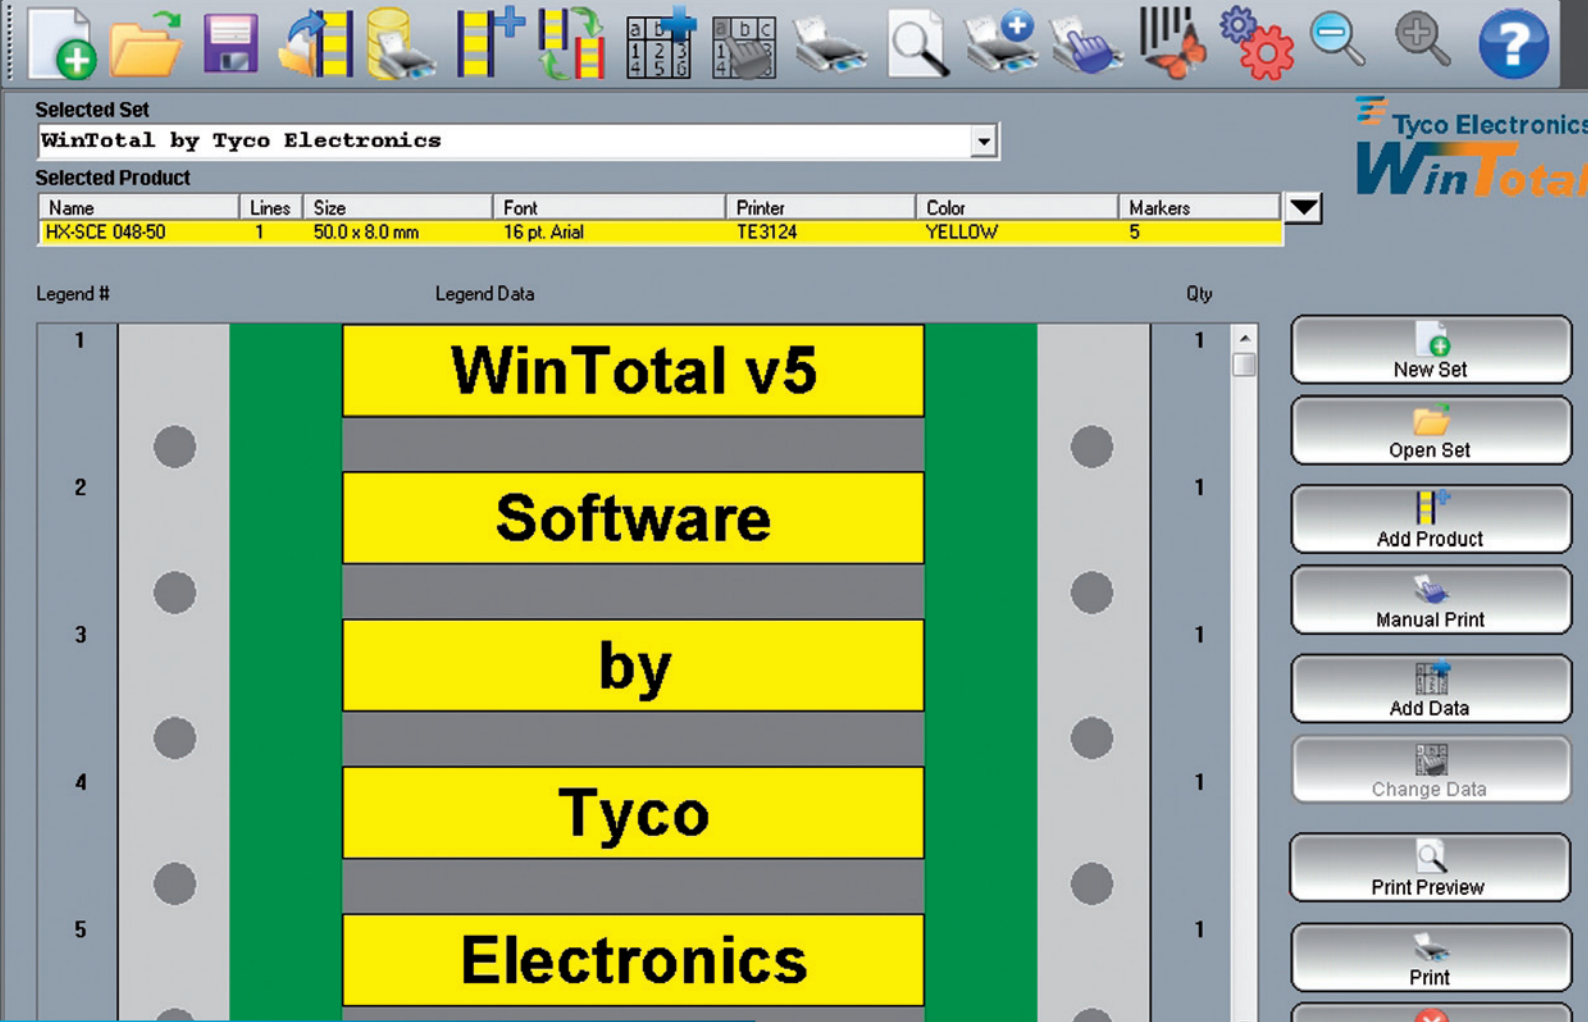 Selected Set
WinTotal by Tyco Electronics
Selected Product
Name Lines Size Font Printer Color Markers
HX-SCE 048-50 1 50.0 x 8.0 mm 16 pt. Arial TE3124 YELLOW 5
Tyco Electronics
WinTotal
Legend # Legend Data Qty
1 WinTotal v5 1
2 Software 1
3 by 1
4 Tyco 1
5 Electronics 1
New Set
Open Set
Add Product
Manual Print
Add Data
Change Data
Print Preview
Print